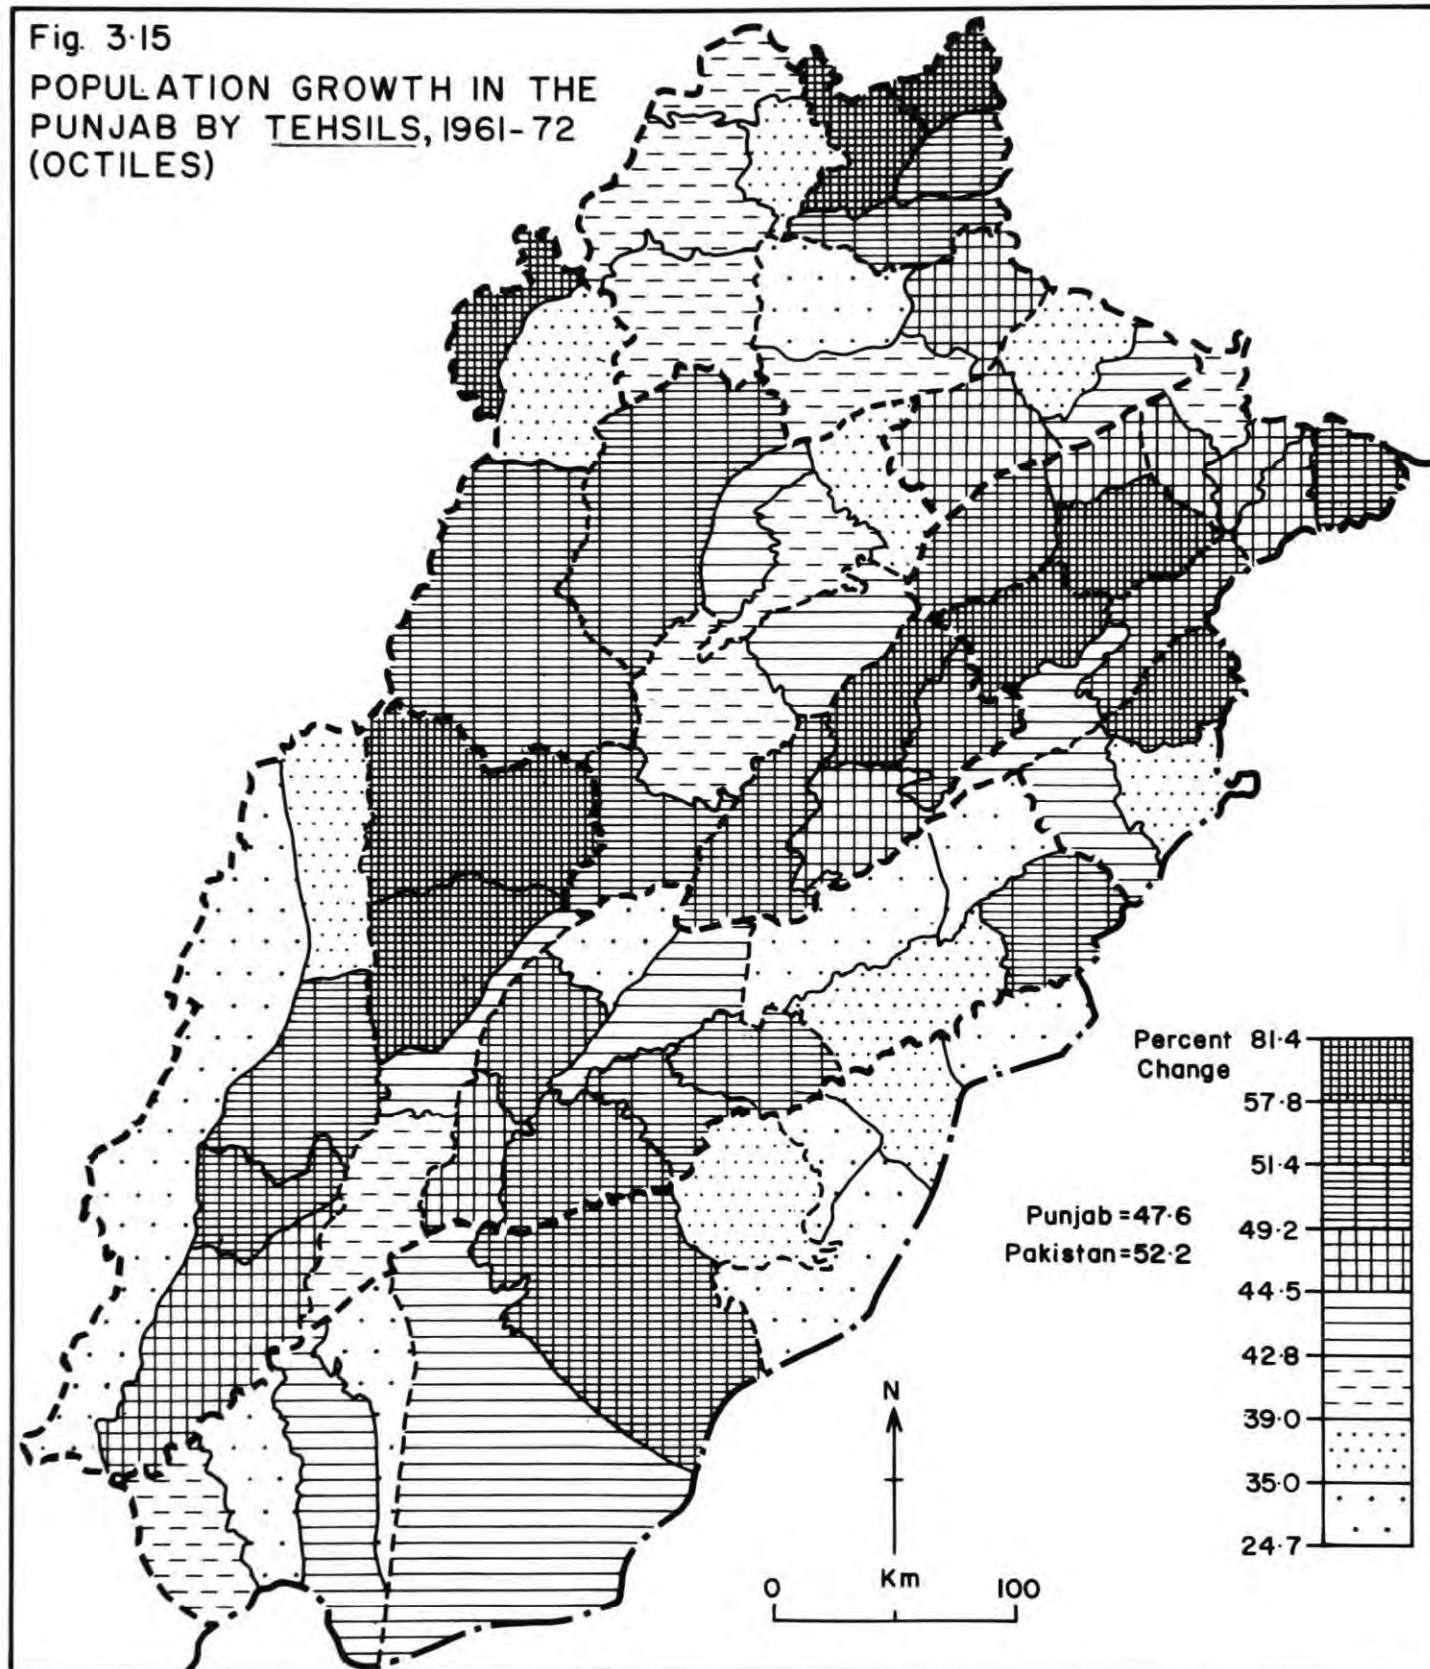 Fig. 3·15
POPULATION GROWTH IN THE
PUNJAB BY TEHSILS, 1961-72
(OCTILES)
Percent 81·4
Change
57·8
51·4
Punjab = 47·6
49·2
Pakistan = 52·2
44·5
42·8
39·0
35·0
24·7
N
Km
0 100